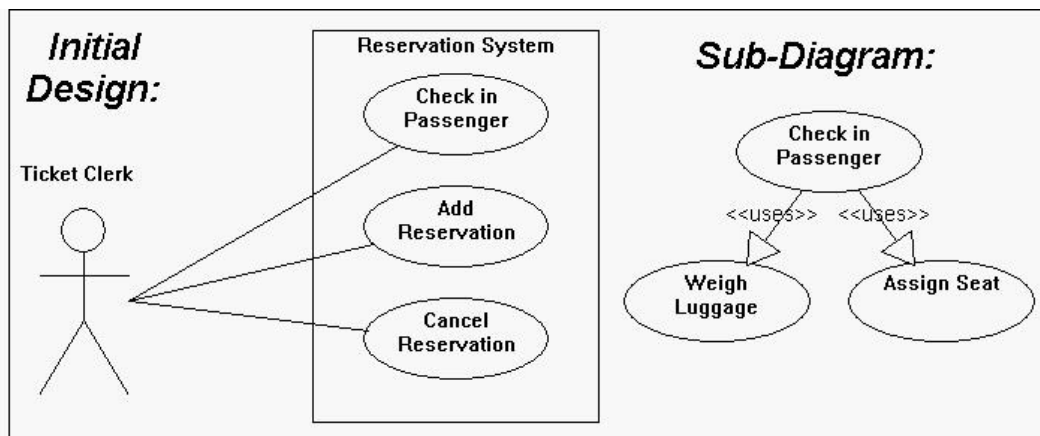 Initial
Design:
Ticket Clerk
Reservation System
Check in
Passenger
Add
Reservation
Cancel
Reservation
Sub-Diagram:
Check in
Passenger
<<uses>> <<uses>>
Weigh
Luggage
Assign Seat